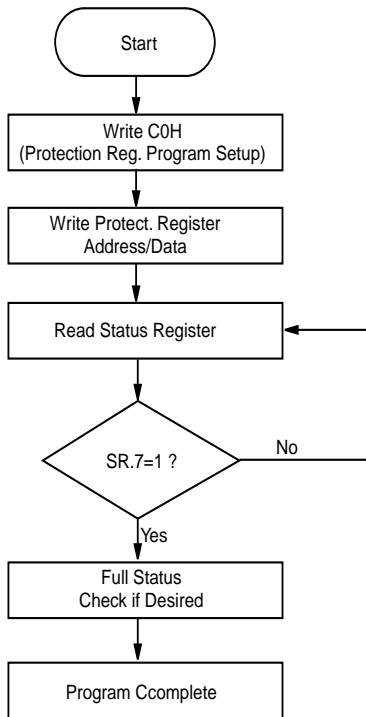 Start
Write C0H
(Protection Reg. Program Setup)
Write Protect. Register
Address/Data
Read Status Register
SR.7=1 ?
No
Yes
Full Status
Check if Desired
Program Ccomplete